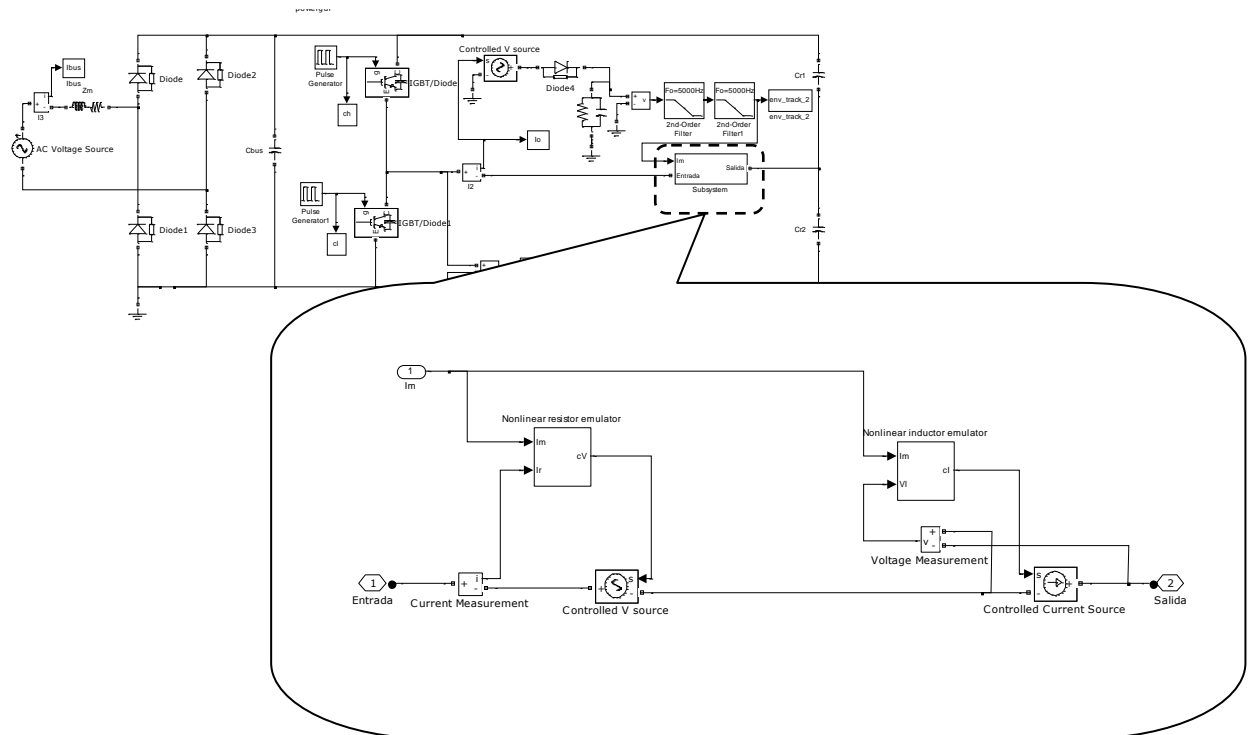 Ibus
Ibus
Zm
+
i
-
I3
AC Voltage Source
Diode
Diode2
Diode1
Diode3
Cbus
Pulse
Generator
ch
g
E
IGBT/Diode
Pulse
Generator1
cl
g
E
IGBT/Diode1
Controlled V source
s
-
+
Diode4
+
-
v
Fo=5000Hz
2nd-Order
Filter
Fo=5000Hz
2nd-Order
Filter1
env_track_2
env_track_2
Io
+
i
-
I2
Im
Entrada
Salida
Subsystem
Cr1
Cr2
+
1
Im
Nonlinear resistor emulator
Im
Ir
cV
Nonlinear inductor emulator
Im
Vl
cI
+
-
v
Voltage Measurement
1
Entrada
+
i
-
Current Measurement
+
s
-
Controlled V source
s
-
+
Controlled Current Source
2
Salida